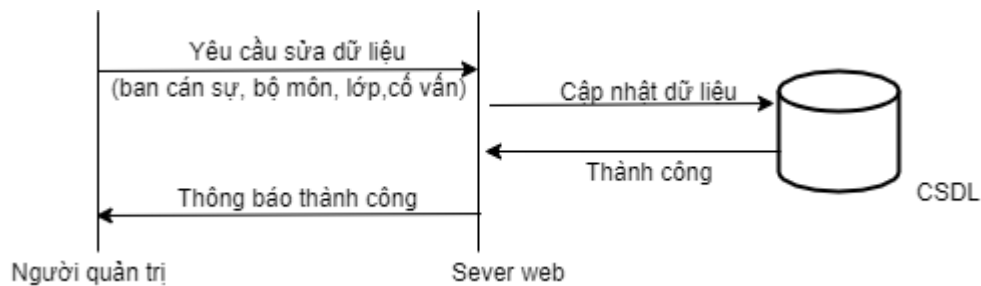 Yêu cầu sửa dữ liệu
(ban cán sự, bộ môn, lớp,cố vấn)
Cập nhật dữ liêu
Thành công
Thông báo thành công
CSDL
Người quản trị
Sever web